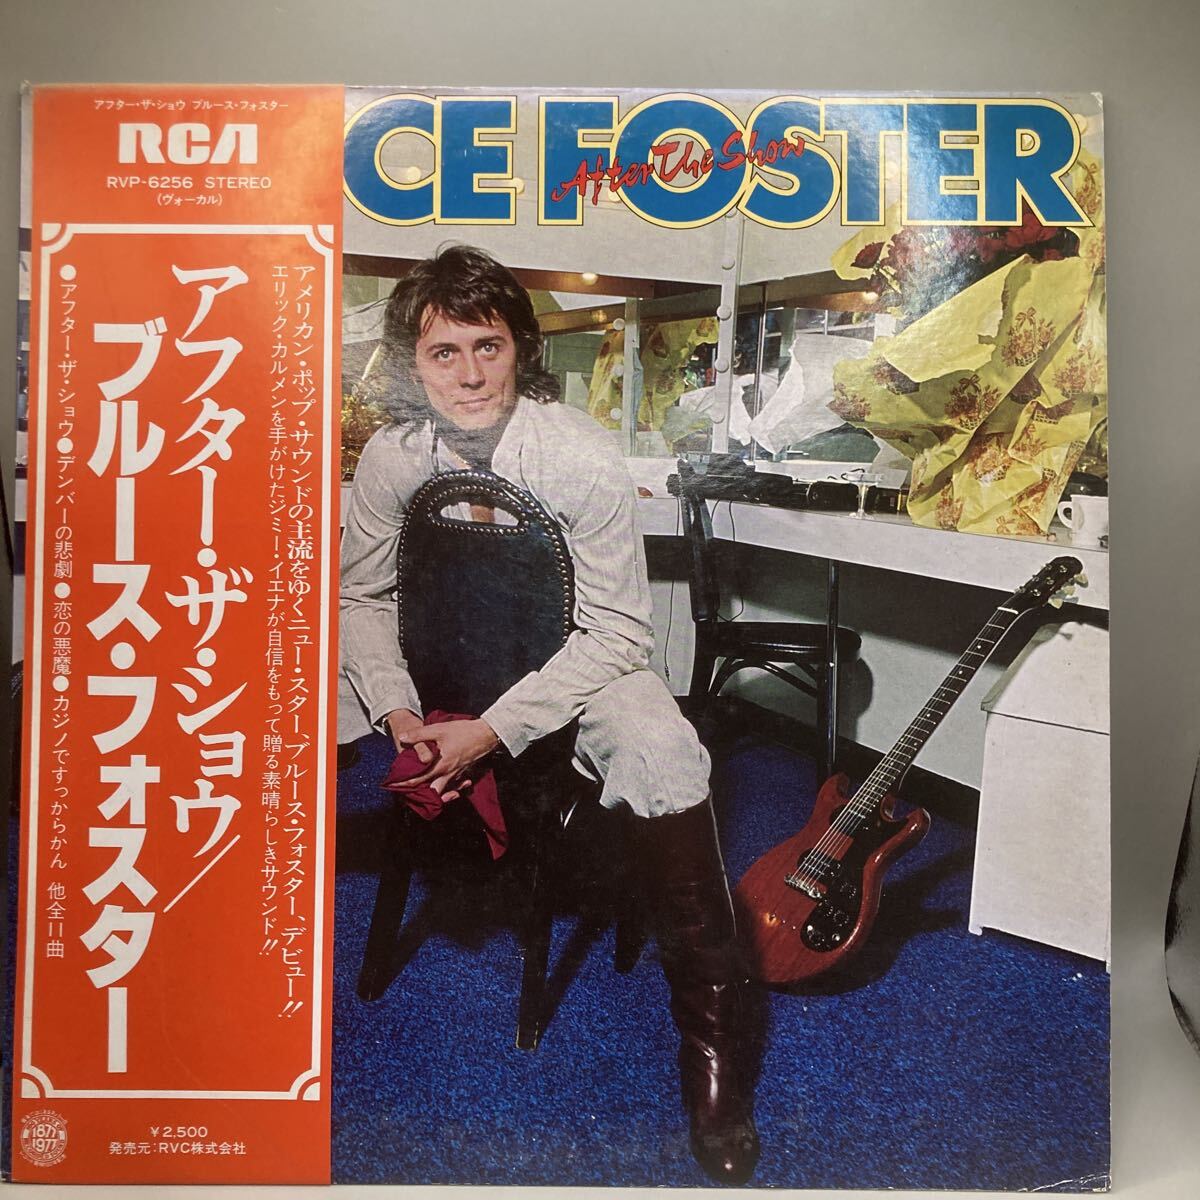 アフター・ザ・ショウ ブルース・フォスター
RCA
RVP-6256 STEREO
(ヴォーカル)
アメリカン・ポップ・サウンドの主流をゆくニュー・スター、ブルース・フォスター、デビュー!!
エリック・カルメンを手がけたジミー・イエナが自信をもって贈る素晴らしきサウンド!!
アフター・ザ・ショウ/
ブルース・フォスター
●アフター・ザ・ショウ●デンバーの悲劇●恋の悪魔●カジノですっからかん 他全11曲
1877
1977
¥2,500
発売元:RVC株式会社
CE FOSTER
After The Show